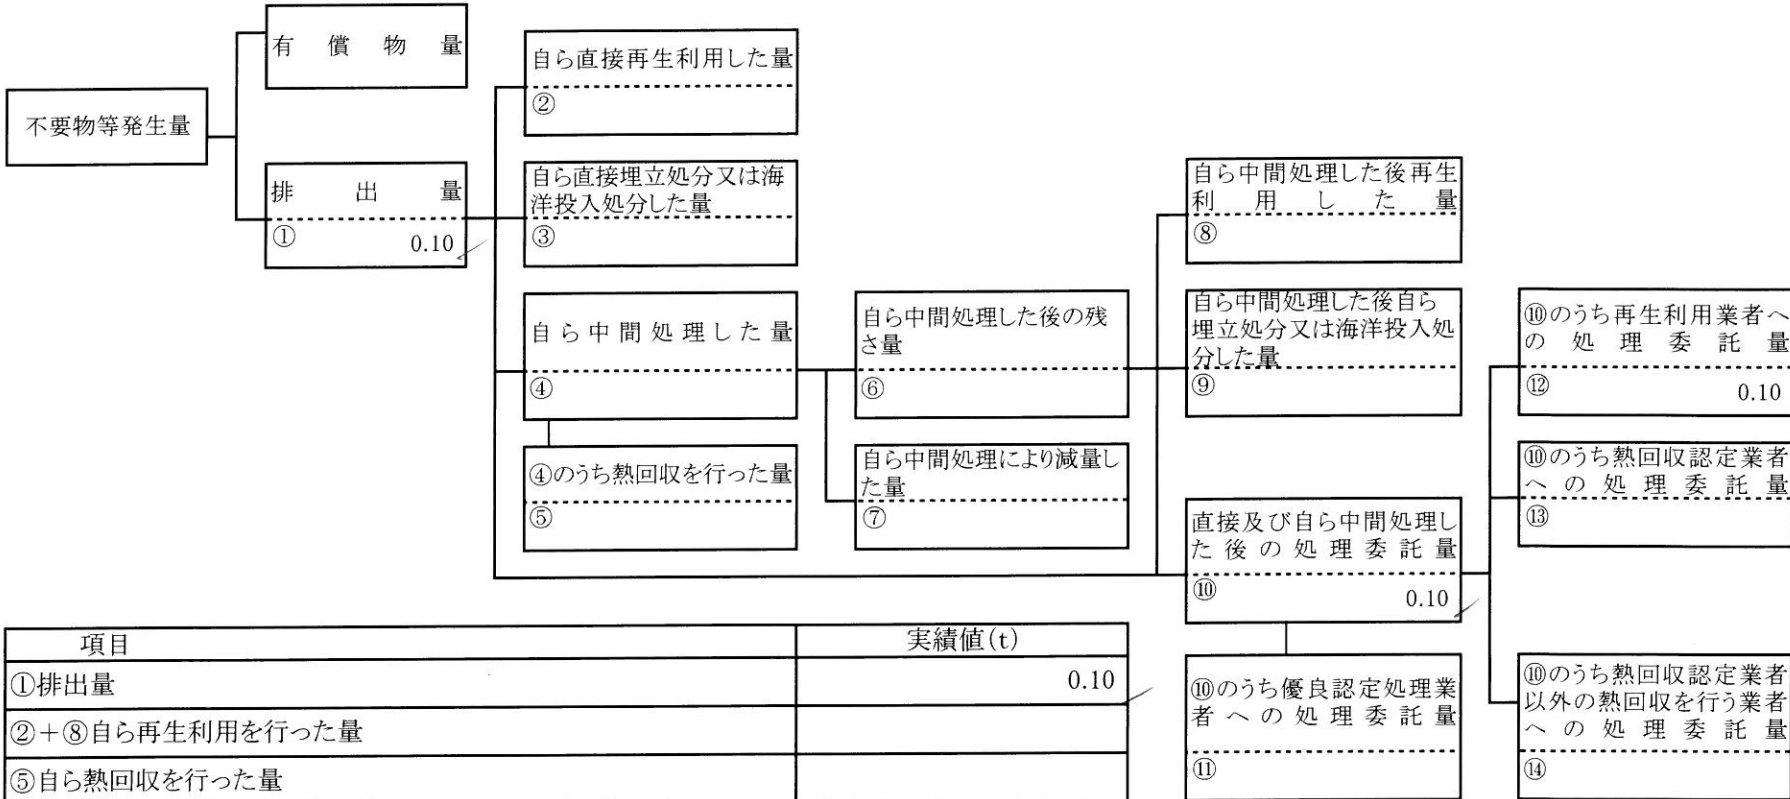 有償物量
不要物等発生量
排出量
① 0.10
自ら直接再生利用した量
②
自ら直接埋立処分又は海
洋投入処分した量
③
自ら中間処理した量
④
④のうち熱回収を行った量
⑤
自ら中間処理した後の残
さ量
⑥
自ら中間処理により減量し
た量
⑦
自ら中間処理した後再生
利用した量
⑧
自ら中間処理した後自ら
埋立処分又は海洋投入処
分した量
⑨
直接及び自ら中間処理し
た後の処理委託量
⑩ 0.10
⑩のうち優良認定処理業
者への処理委託量
⑪
⑩のうち再生利用業者へ
の処理委託量
⑫ 0.10
⑩のうち熱回収認定業者
への処理委託量
⑬
⑩のうち熱回収認定業者
以外の熱回収を行う業者
への処理委託量
⑭
項目 実績値(t)
①排出量 0.10
②+⑧自ら再生利用を行った量
⑤自ら熱回収を行った量